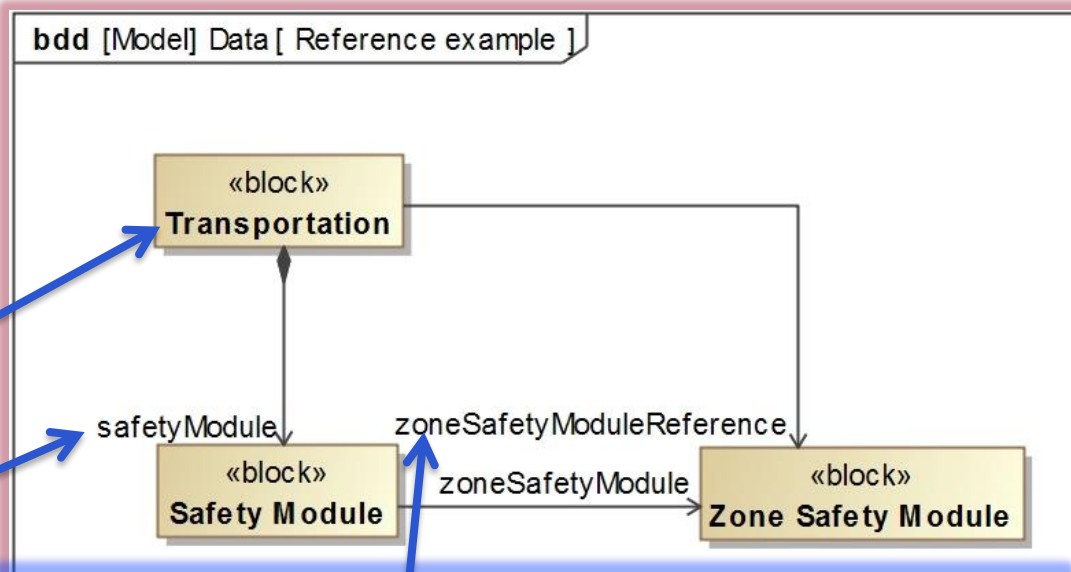 bdd [Model] Data [ Reference example ]
«block»
Transportation
safetyModule
zoneSafetyModuleReference
«block»
Safety Module
zoneSafetyModule
«block»
Zone Safety Module